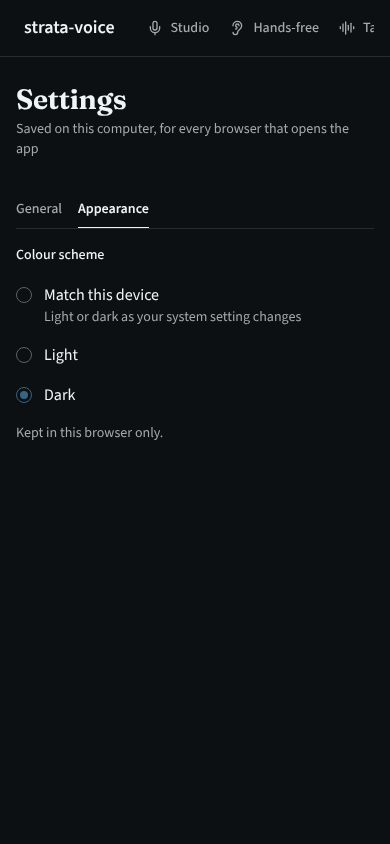 strata-voice Studio Hands-free
Settings
Saved on this computer, for every browser that opens the
app
General Appearance
Colour scheme
Match this device
Light or dark as your system setting changes
Light
Dark
Kept in this browser only.